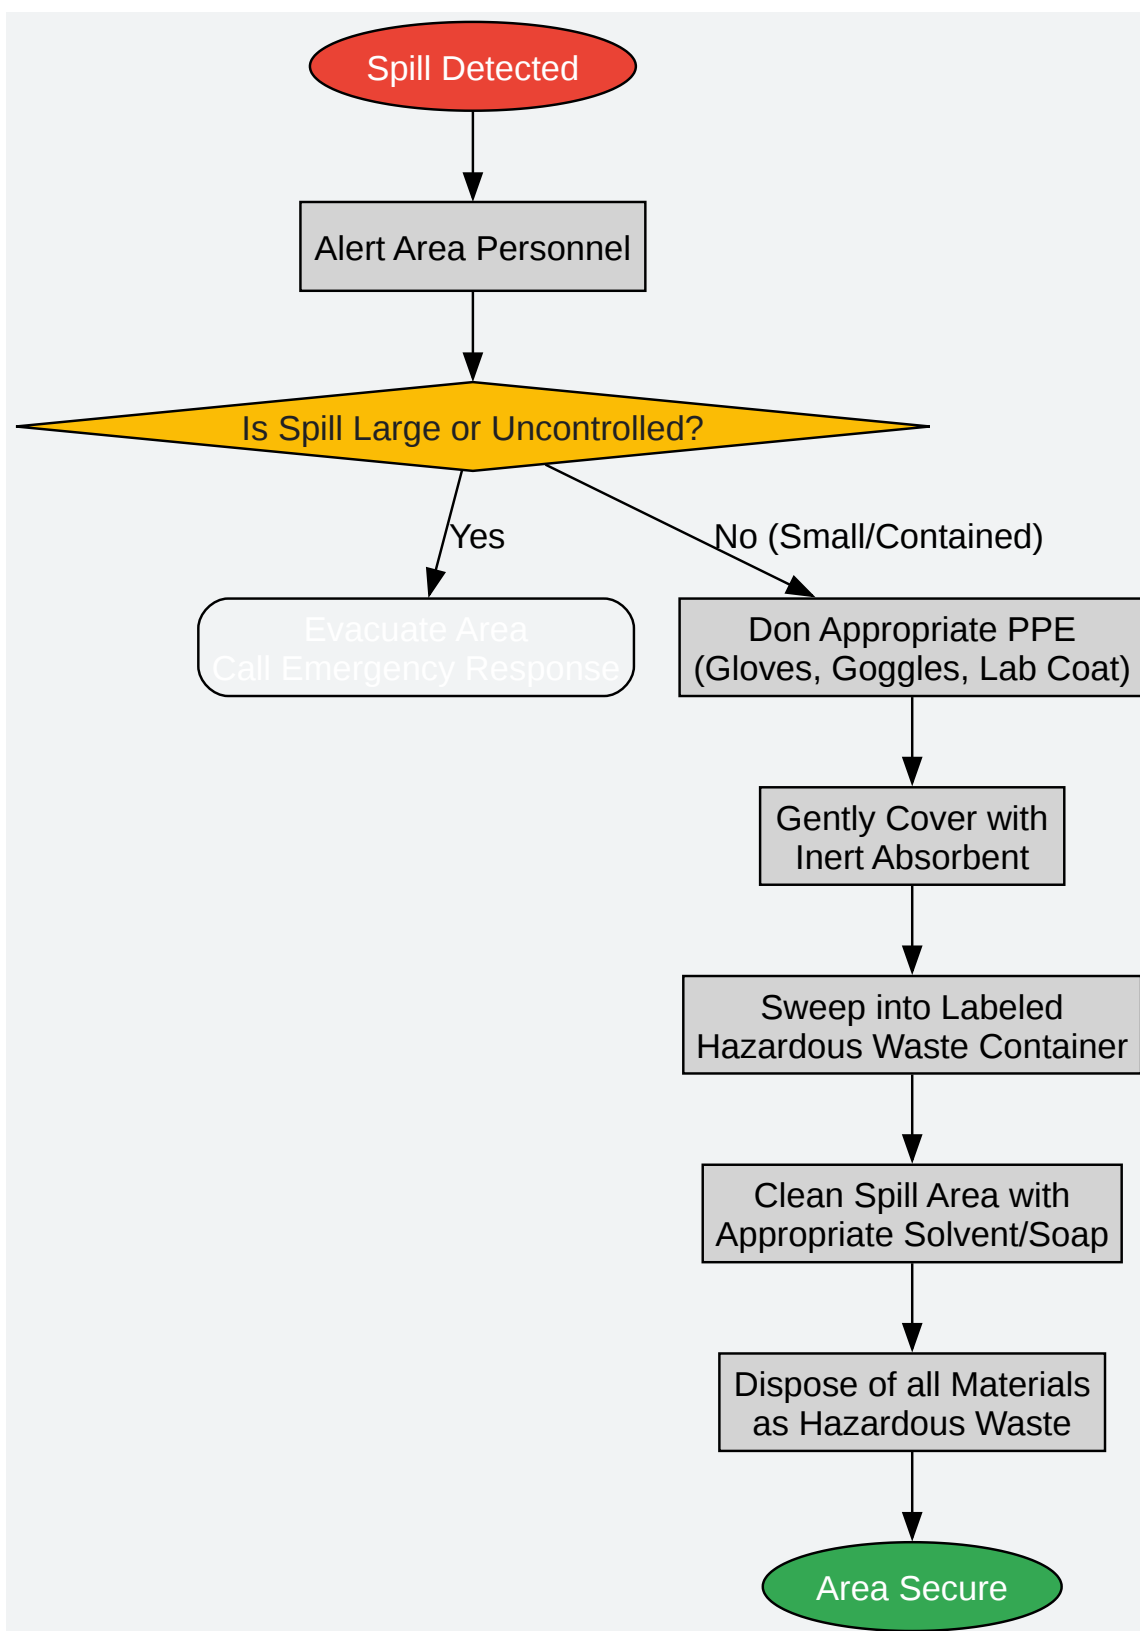 Spill Detected
Alert Area Personnel
Is Spill Large or Uncontrolled?
Yes
No (Small/Contained)
Evacuate Area
Call Emergency Response
Don Appropriate PPE
(Gloves, Goggles, Lab Coat)
Gently Cover with
Inert Absorbent
Sweep into Labeled
Hazardous Waste Container
Clean Spill Area with
Appropriate Solvent/Soap
Dispose of all Materials
as Hazardous Waste
Area Secure